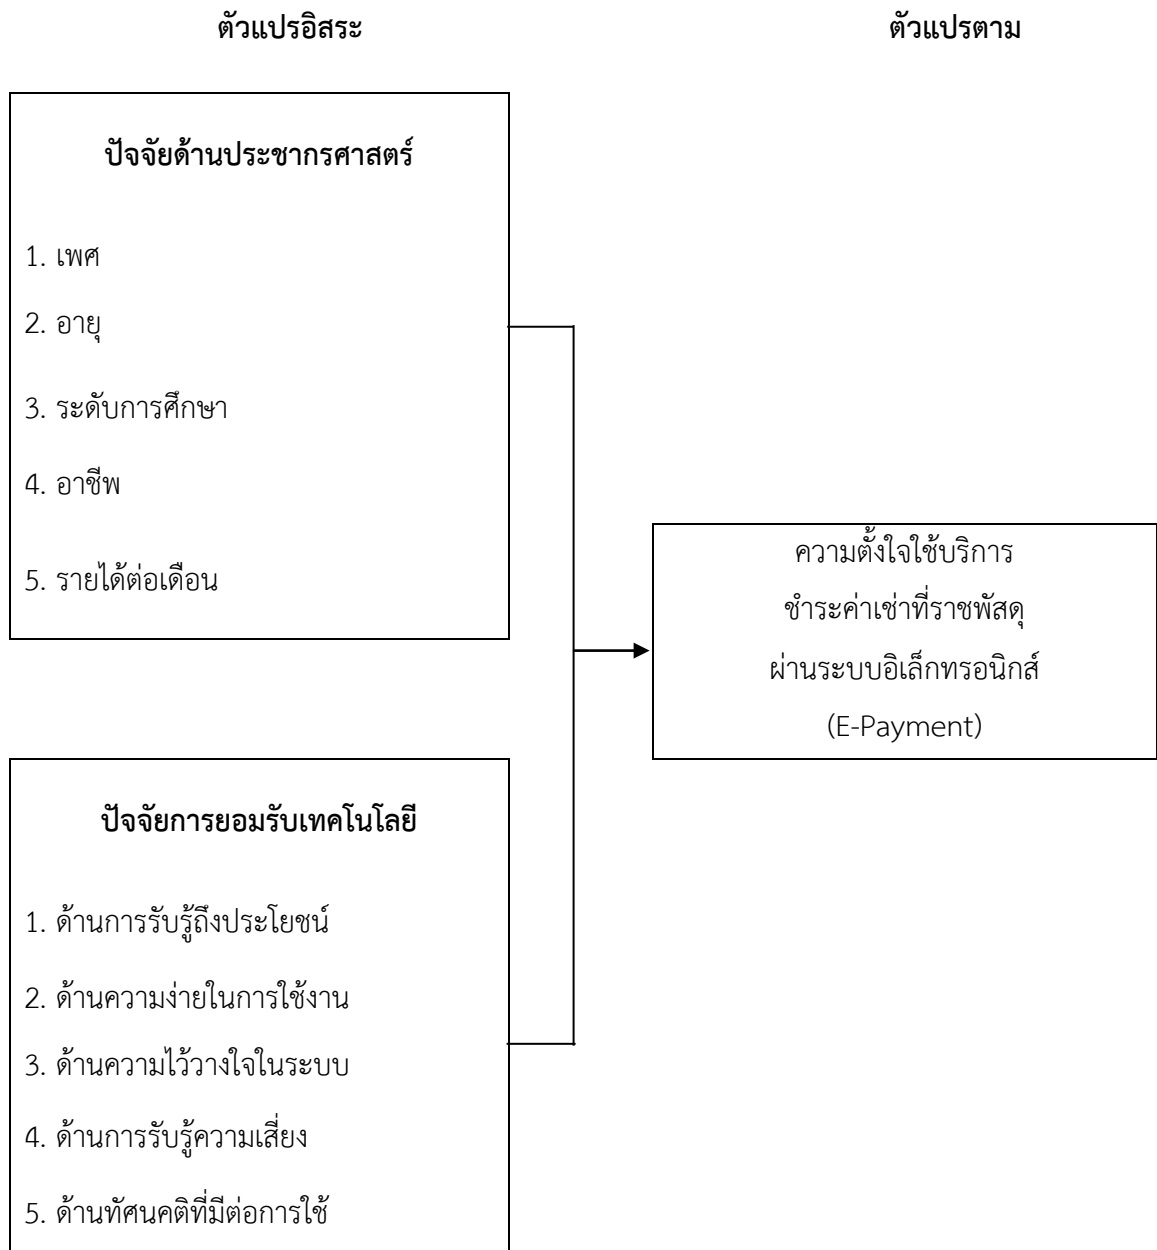 ตัวแปรอิสระ
ตัวแปรตาม
ปัจจัยด้านประชากรศาสตร์
1. เพศ
2. อายุ
3. ระดับการศึกษา
4. อาชีพ
5. รายได้ต่อเดือน
ความตั้งใจใช้บริการ
ชำระค่าเช่าที่ราชพัสดุ
ผ่านระบบอิเล็กทรอนิกส์
(E-Payment)
ปัจจัยการยอมรับเทคโนโลยี
1. ด้านการรับรู้ถึงประโยชน์
2. ด้านความง่ายในการใช้งาน
3. ด้านความไว้วางใจในระบบ
4. ด้านการรับรู้ความเสี่ยง
5. ด้านทัศนคติที่มีต่อการใช้